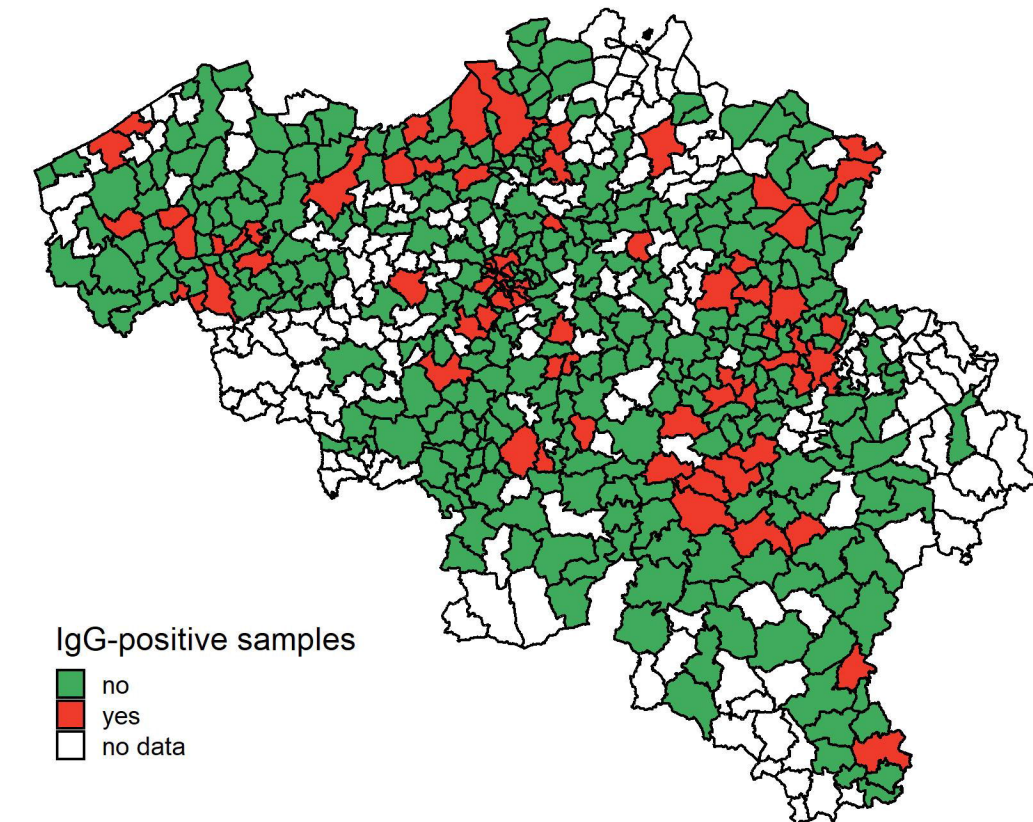 IgG-positive samples
no
yes
no data